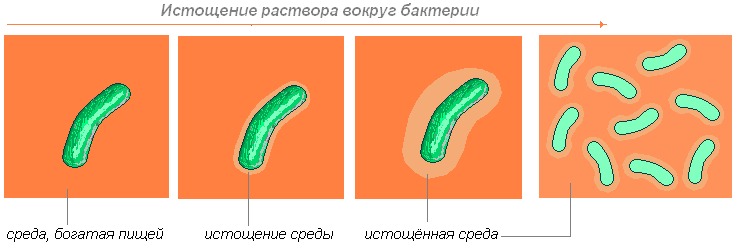 Истощение раствора вокруг бактерии
среда, богатая пищей
истощение среды
истощённая среда